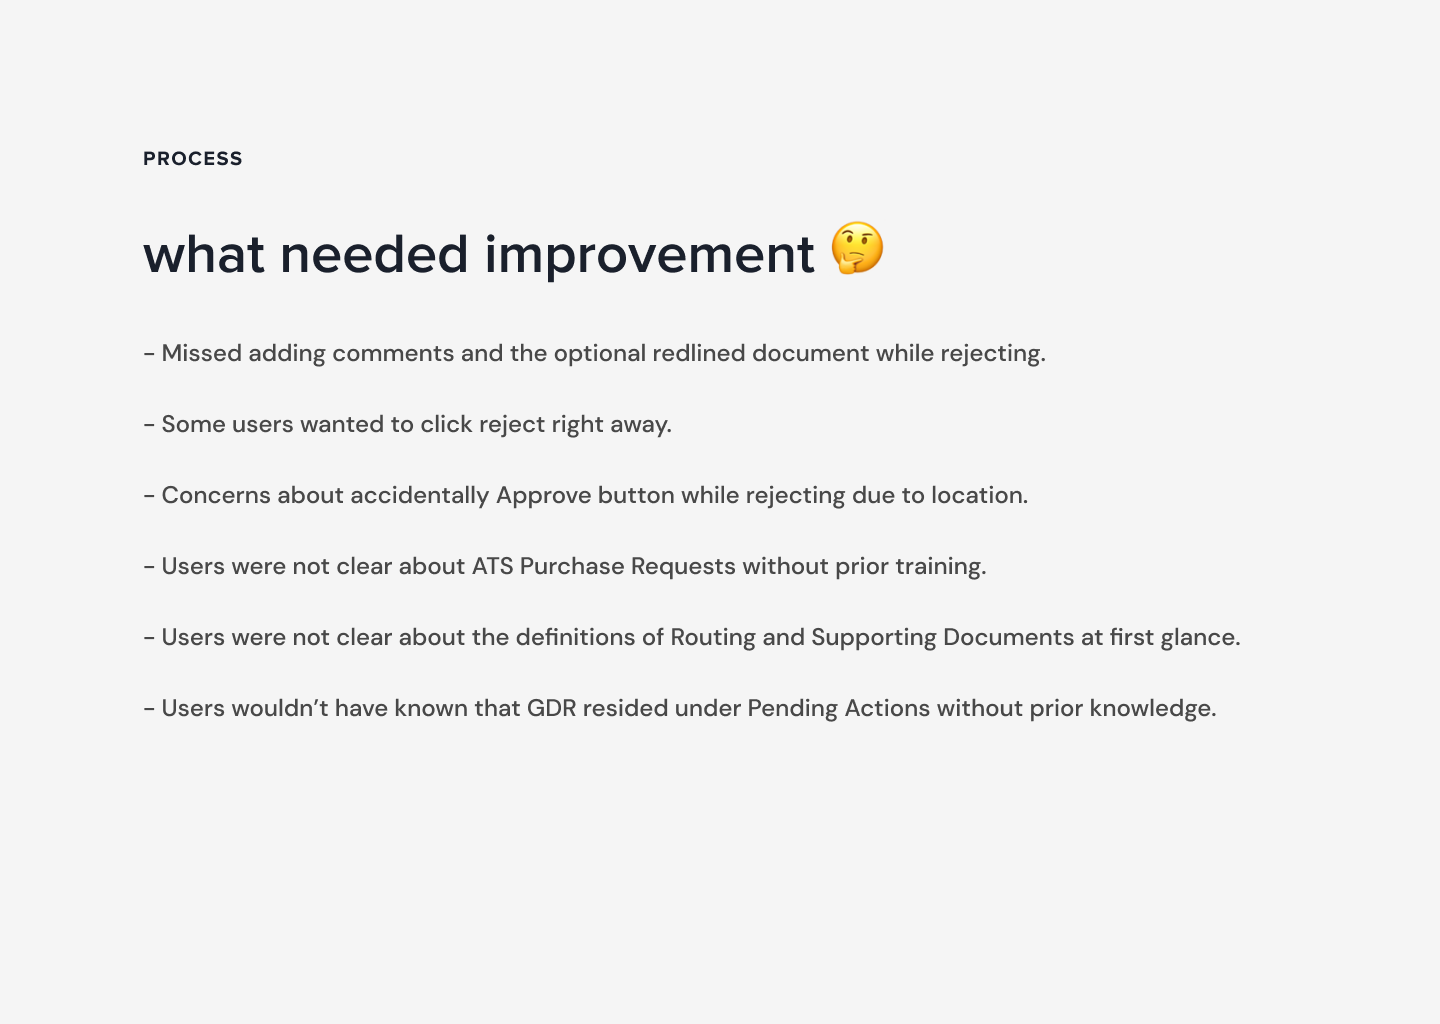 PROCESS
what needed improvement 🤔
- Missed adding comments and the optional redlined document while rejecting.
- Some users wanted to click reject right away.
- Concerns about accidentally Approve button while rejecting due to location.
- Users were not clear about ATS Purchase Requests without prior training.
- Users were not clear about the definitions of Routing and Supporting Documents at first glance.
- Users wouldn’t have known that GDR resided under Pending Actions without prior knowledge.